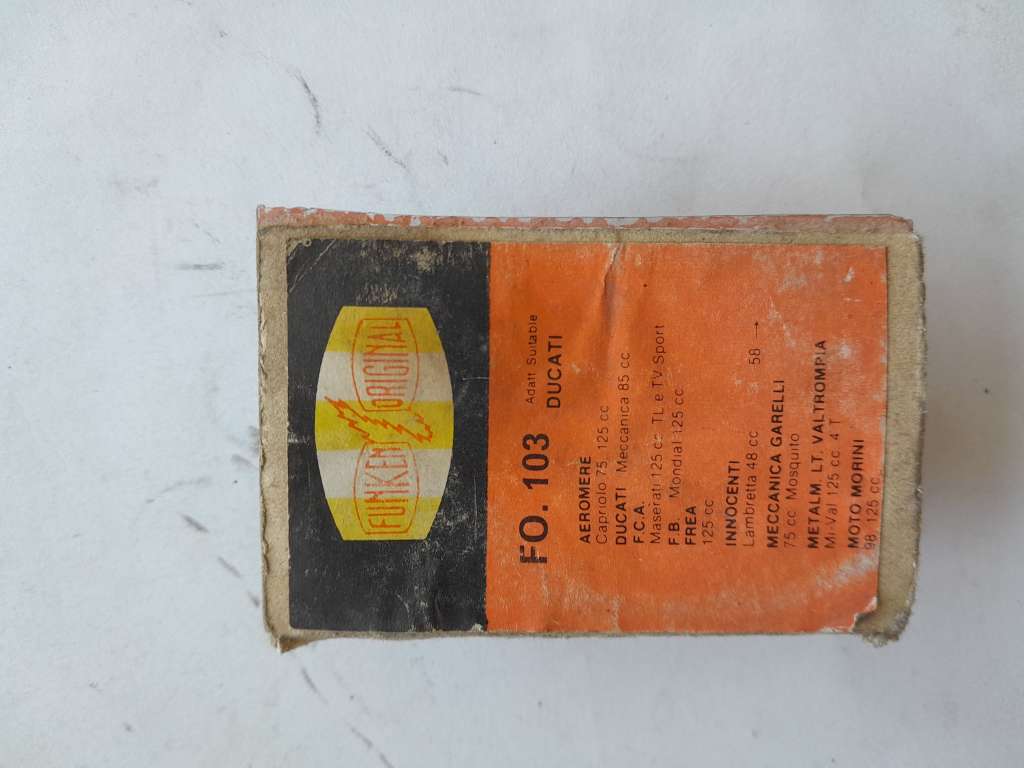 FUNKEN ORIGINAL
FO. 103 Adatt Suitable
DUCATI
AEROMERE
Capriolo 75 125 cc
DUCATI Meccanica 85 cc
F.C.A.
Maserati 125 cc TL e TV Sport
F.B. Mondial 125 cc
FREA
125 cc
INNOCENTI
Lambretta 48 cc 58 →
MECCANICA GARELLI
75 cc Mosquito
METALM. LT. VALTROMPIA
Mi-Val 125 cc 4 T
MOTO MORINI
98 125 cc